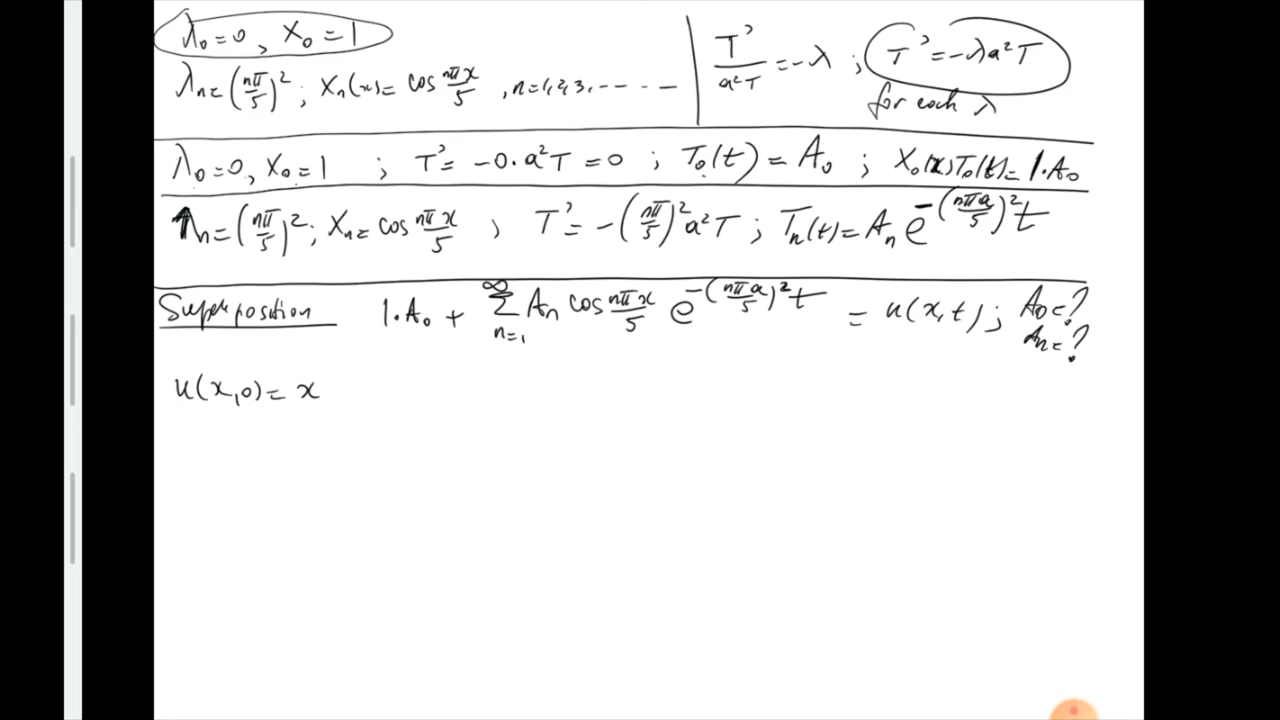 λ₀=0, X₀=1
λₙ=(nπ/5)²; Xₙ(x)= cos nπx/5, n=1,2,3,------
T'/a²T = -λ ; T'=-λa²T
for each λ
λ₀=0, X₀=1 ; T'= -0·a²T=0 ; T₀(t)=A₀ ; X₀(x)T₀(t)=1·A₀
λₙ=(nπ/5)²; Xₙ= cos nπx/5 ; T'= -(nπ/5)²a²T ; Tₙ(t)=Aₙ e^-(nπa/5)²t
Superposition 1·A₀ + ∑_{n=1}^∞ Aₙ cos nπx/5 e^-(nπa/5)²t = u(x,t) ; A₀=?
Aₙ=?
u(x,0)= x